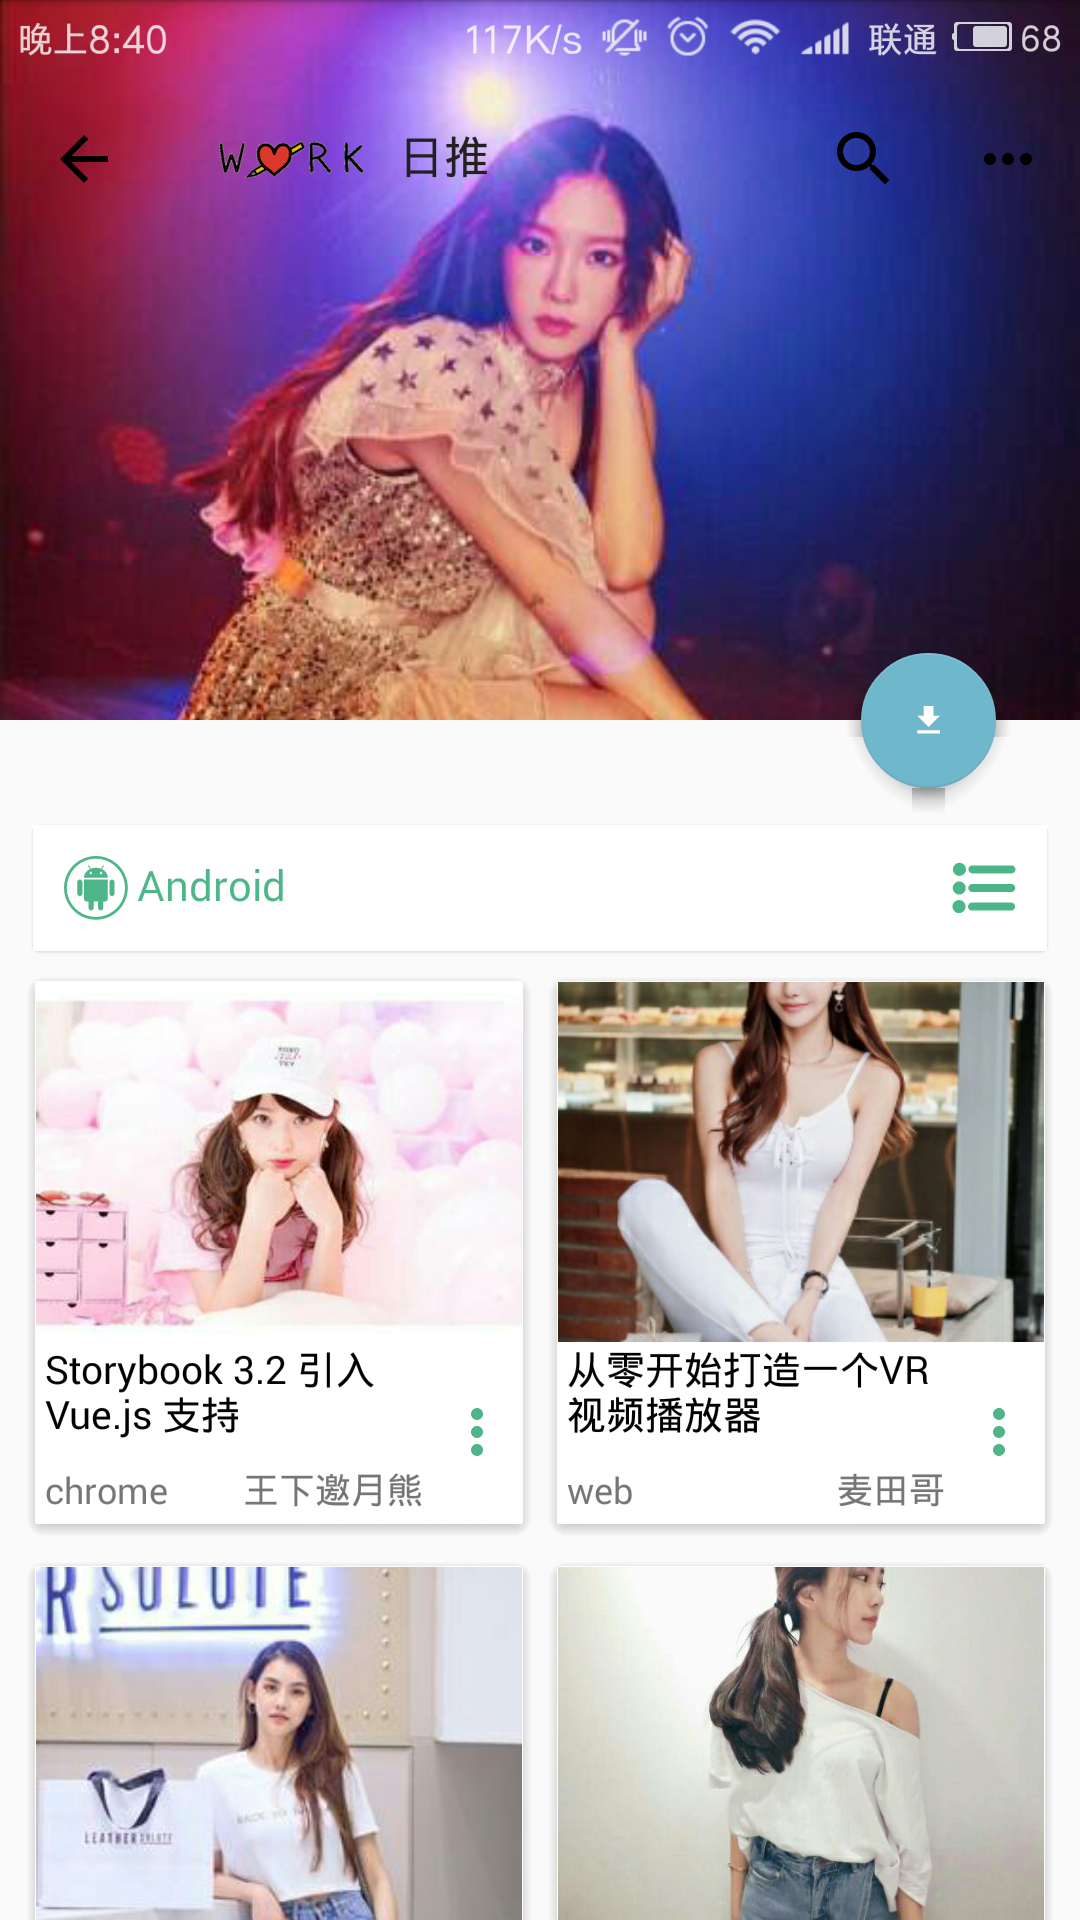 晚上8:40 117K/s 联通 68
W RK 日推
Android
Storybook 3.2 引入
Vue.js 支持
chrome 王下邀月熊
从零开始打造一个VR
视频播放器
web 麦田哥
R SOLUTE
LEATHER SOLUTE